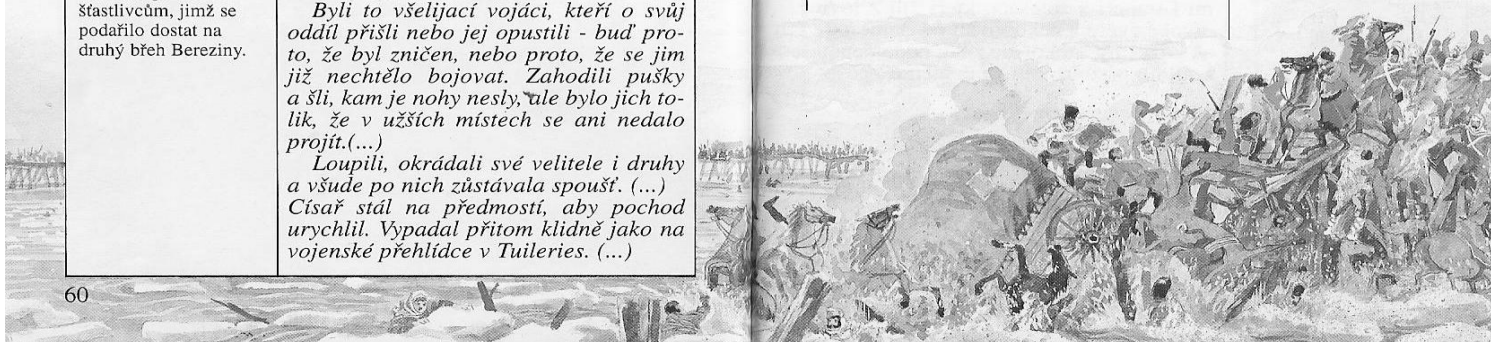 šťastlivcům, jimž se
podařilo dostat na
druhý břeh Bereziny.
Byli to všelijací vojáci, kteří o svůj
oddíl přišli nebo jej opustili - buď pro-
to, že byl zničen, nebo proto, že se jim
již nechtělo bojovat. Zahodili pušky
a šli, kam je nohy nesly, ale bylo jich to-
lik, že v užších místech se ani nedalo
projít.(...)
Loupili, okrádali své velitele i druhy
a všude po nich zůstávala spoušť. (...)
Císař stál na předmostí, aby pochod
urychlil. Vypadal přitom klidně jako na
vojenské přehlídce v Tuileries. (...)
60